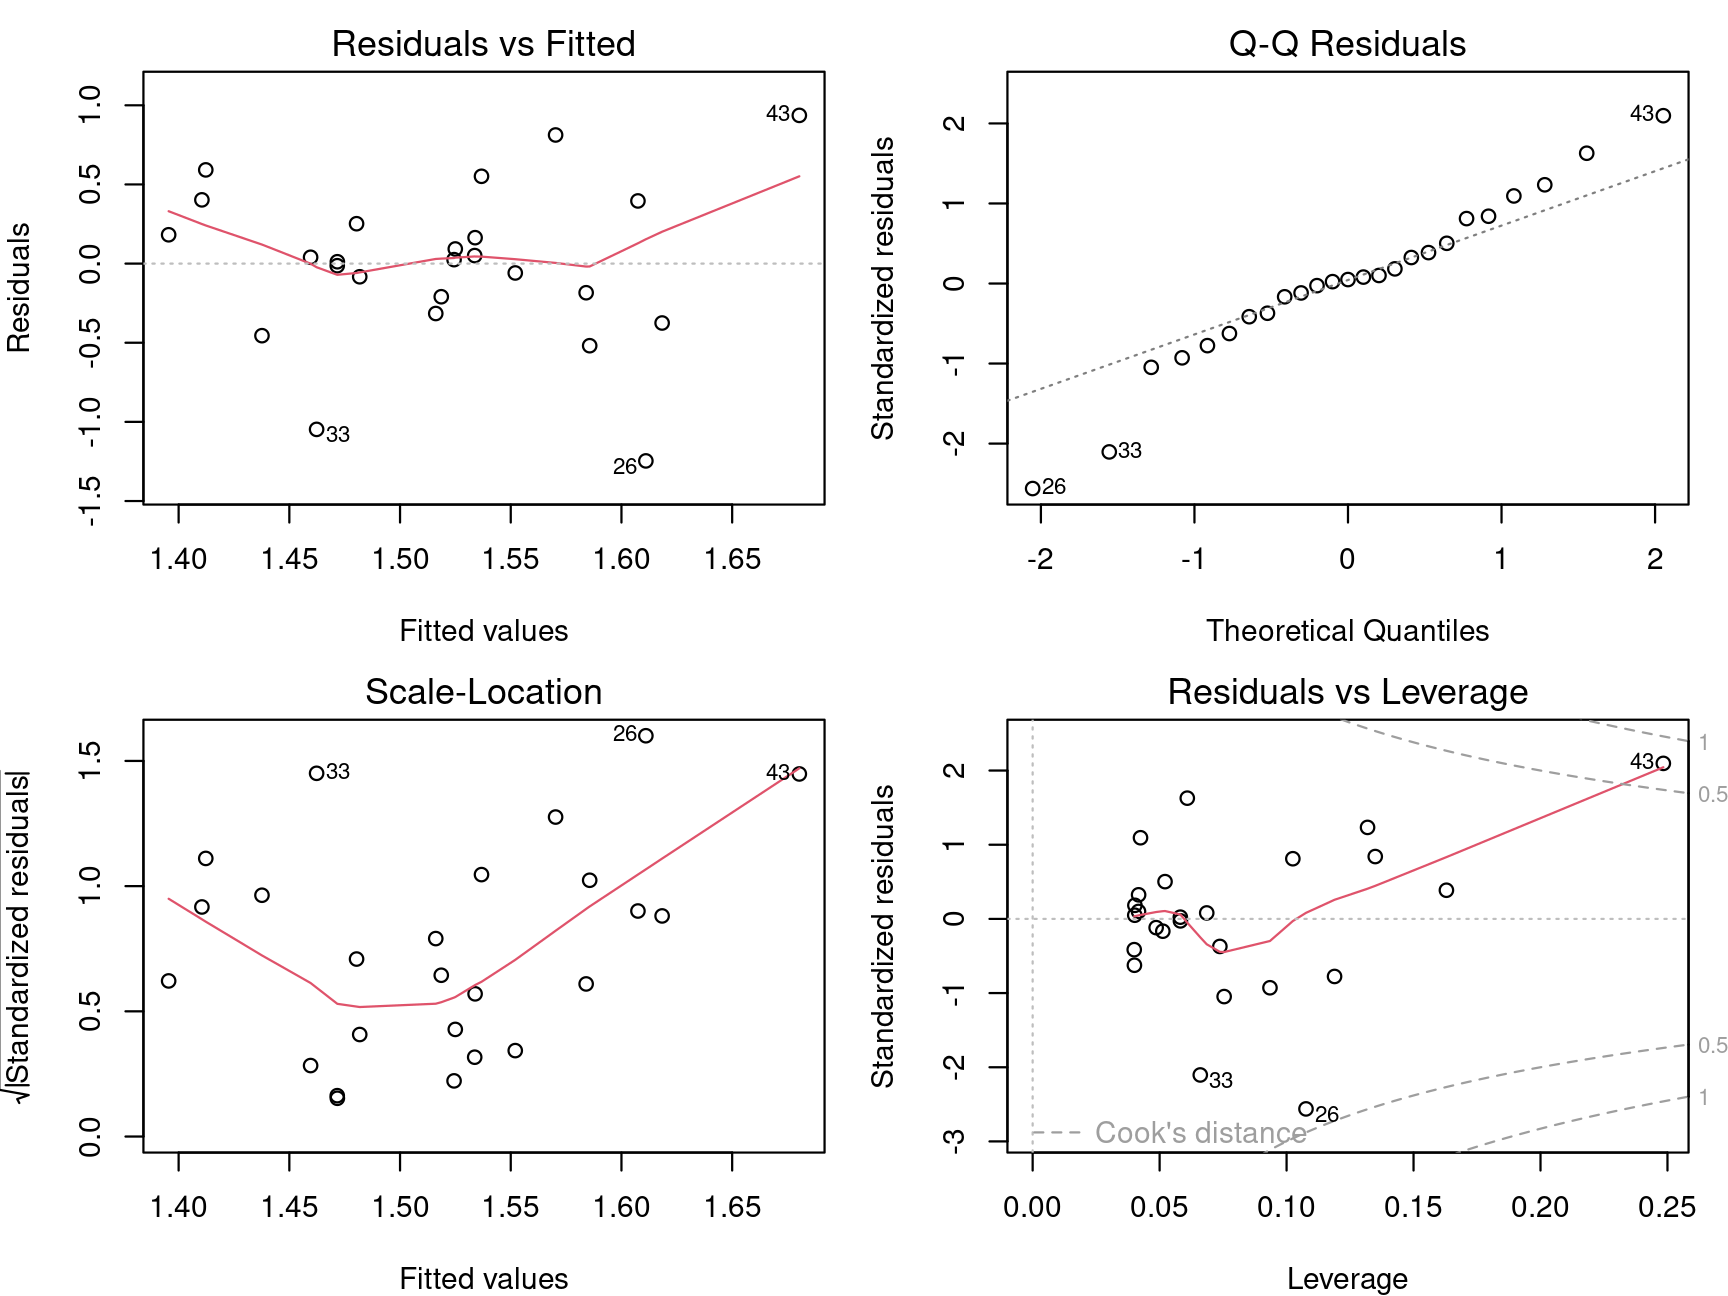 Residuals vs Fitted
Residuals
1.0
0.5
0.0
-0.5
-1.0
-1.5
43
33
26
1.40 1.45 1.50 1.55 1.60 1.65
Fitted values
Q-Q Residuals
Standardized residuals
2
1
0
-1
-2
43
33
26
-2 -1 0 1 2
Theoretical Quantiles
Scale-Location
√|Standardized residuals|
1.5
1.0
0.5
0.0
26
33
43
1.40 1.45 1.50 1.55 1.60 1.65
Fitted values
Residuals vs Leverage
Standardized residuals
2
1
0
-1
-2
-3
43
33
26
1
0.5
0.5
1
Cook's distance
0.00 0.05 0.10 0.15 0.20 0.25
Leverage